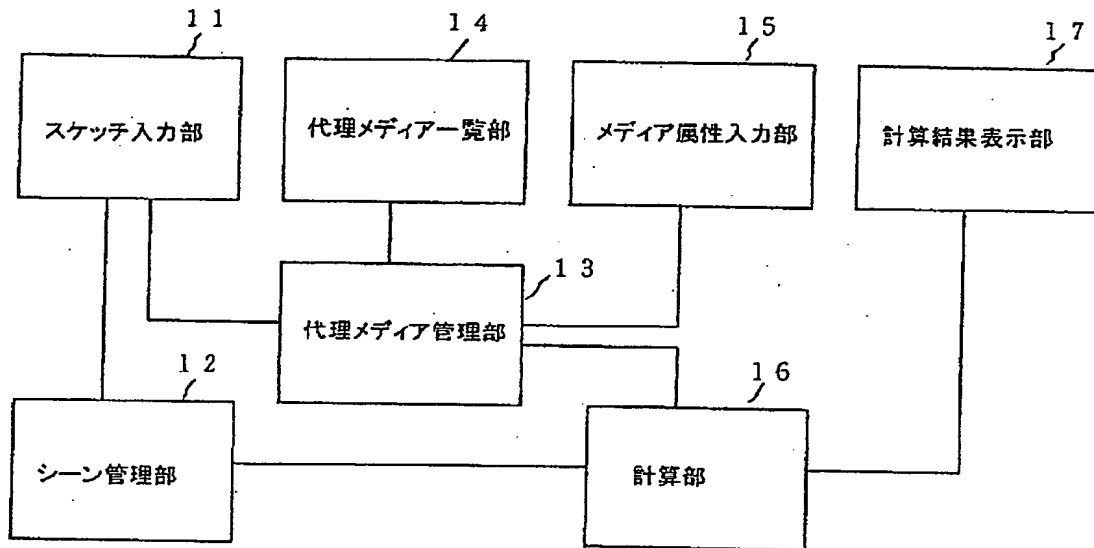 11
14
15
17
スケッチ入力部
代理メディア一覧部
メディア属性入力部
計算結果表示部
13
代理メディア管理部
12
16
シーン管理部
計算部